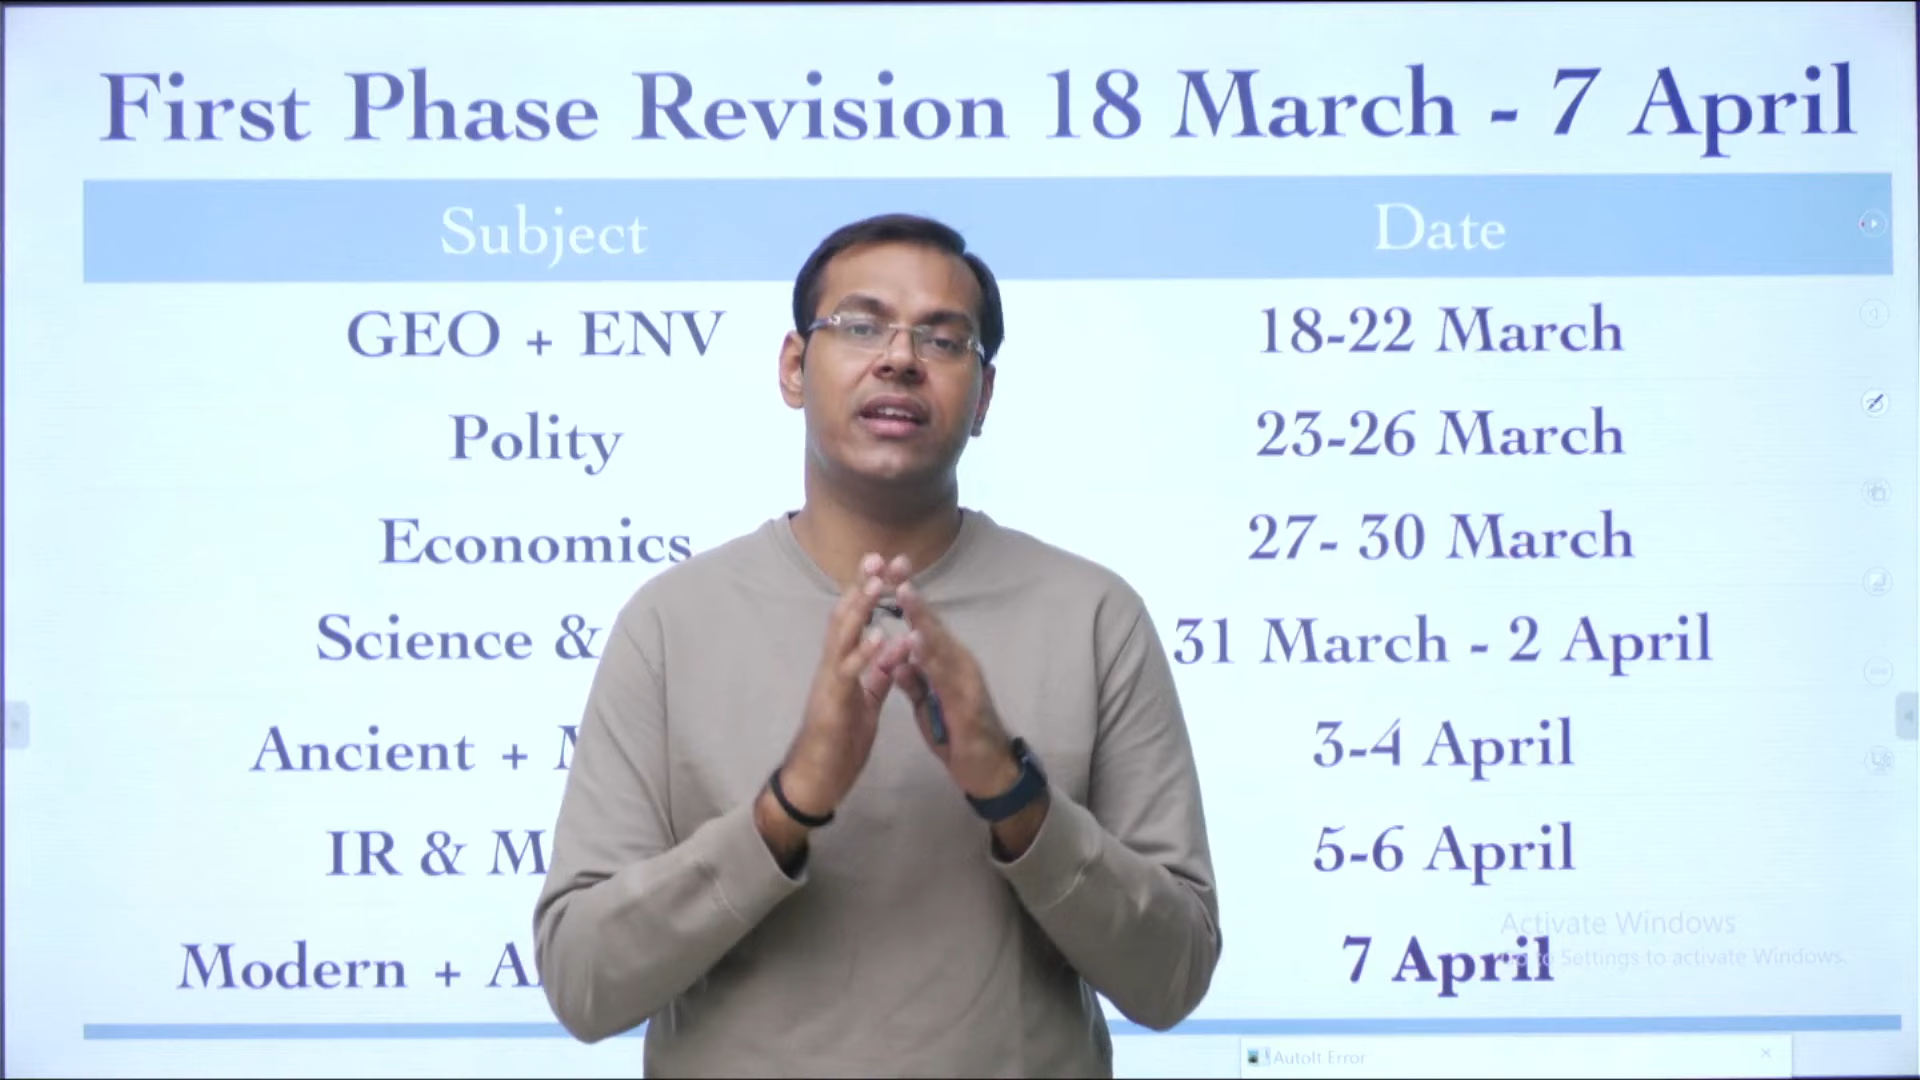 First Phase Revision 18 March - 7 April
Subject Date
GEO + ENV 18-22 March
Polity 23-26 March
Economics 27- 30 March
Science & 31 March - 2 April
Ancient + 3-4 April
IR & 5-6 April
Modern + 7 April
Activate Windows
Go to Settings to activate Windows.
AutoIt Error